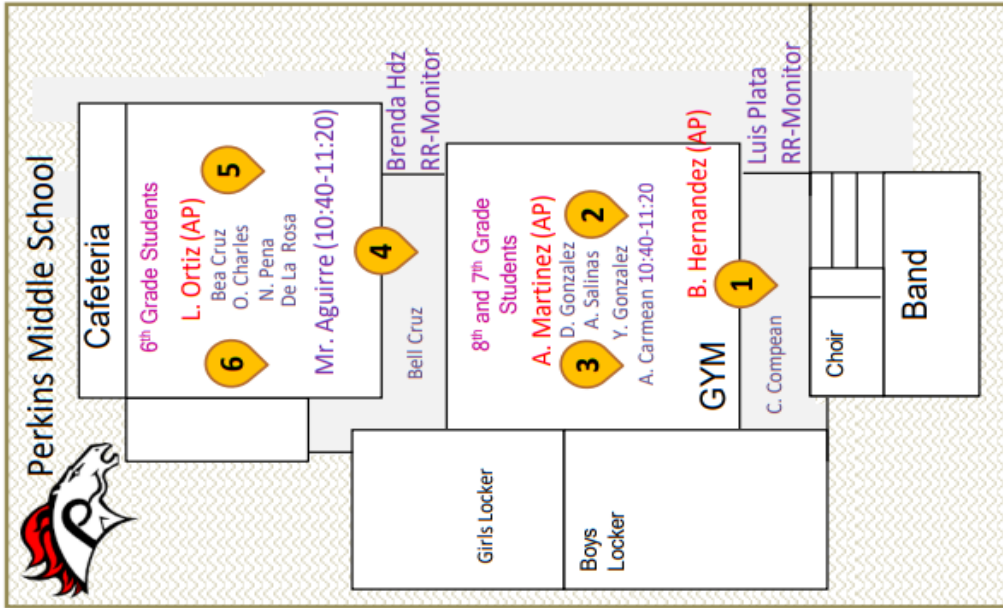 Perkins Middle School
Cafeteria
6th Grade Students
L. Ortiz (AP)
Bea Cruz
O. Charles
N. Pena
De La Rosa
Mr. Aguirre (10:40-11:20)
6
5
4
Brenda Hdz
RR-Monitor
Bell Cruz
8th and 7th Grade
Students
A. Martinez (AP)
D. Gonzalez
A. Salinas
Y. Gonzalez
A. Carmean 10:40-11:20
3
2
B. Hernandez (AP)
GYM
1
Luis Plata
RR-Monitor
C. Compean
Girls Locker
Boys
Locker
Choir
Band
P